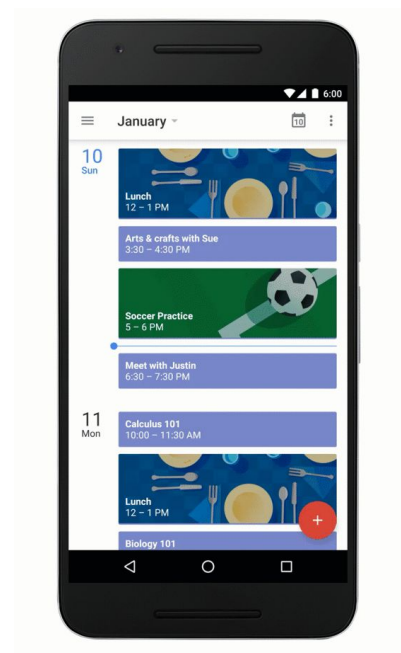 6:00
January
10
10
Sun
Lunch
12 – 1 PM
Arts & crafts with Sue
3:30 – 4:30 PM
Soccer Practice
5 – 6 PM
Meet with Justin
6:30 – 7:30 PM
11
Mon
Calculus 101
10:00 – 11:30 AM
Lunch
12 – 1 PM
Biology 101